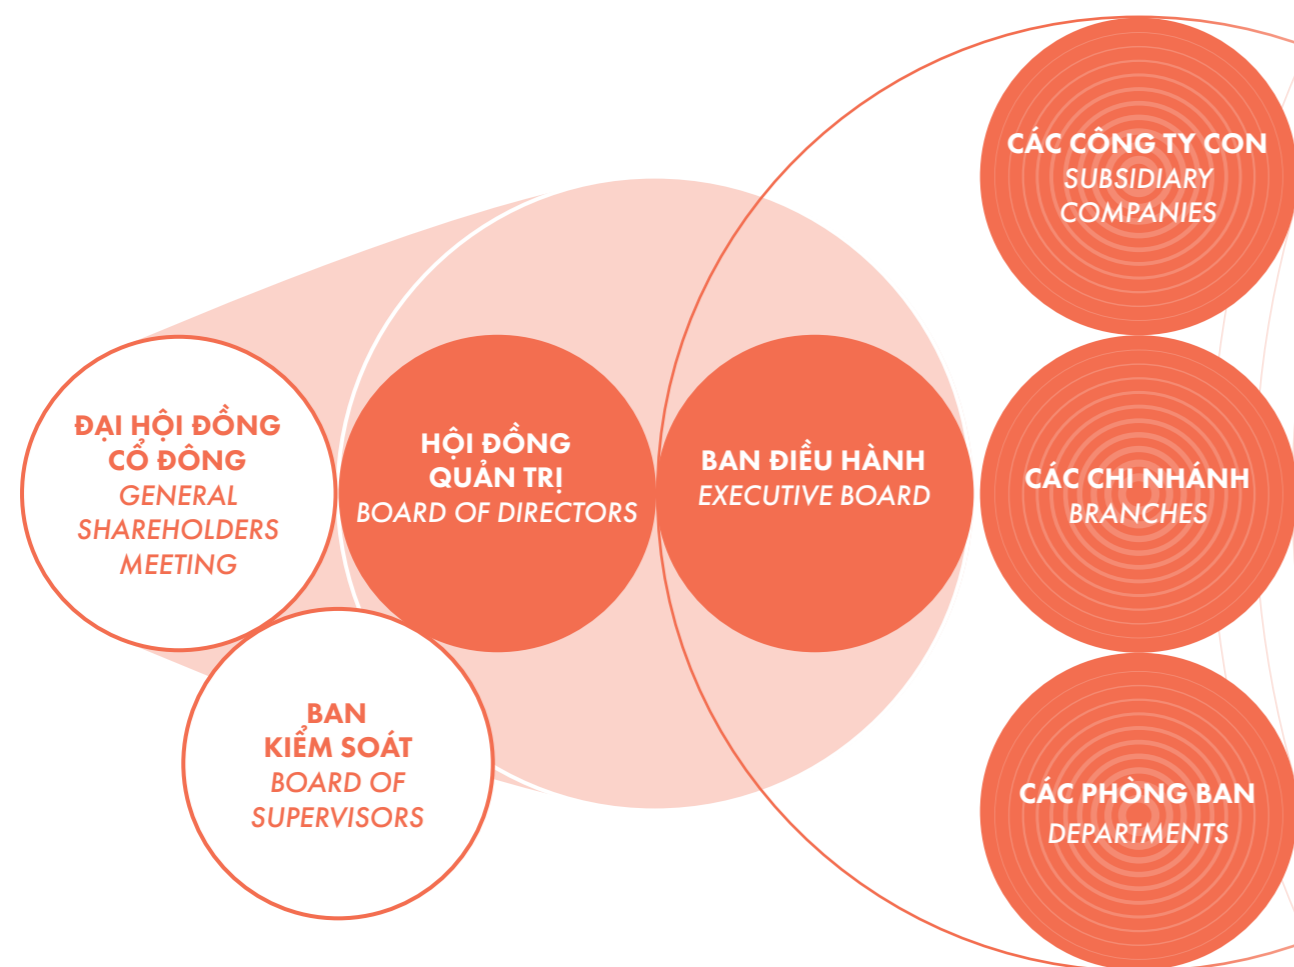 ĐẠI HỘI ĐỒNG
CỔ ĐÔNG
GENERAL
SHAREHOLDERS
MEETING
BAN
KIỂM SOÁT
BOARD OF
SUPERVISORS
HỘI ĐỒNG
QUẢN TRỊ
BOARD OF DIRECTORS
BAN ĐIỀU HÀNH
EXECUTIVE BOARD
CÁC CÔNG TY CON
SUBSIDIARY
COMPANIES
CÁC CHI NHÁNH
BRANCHES
CÁC PHÒNG BAN
DEPARTMENTS